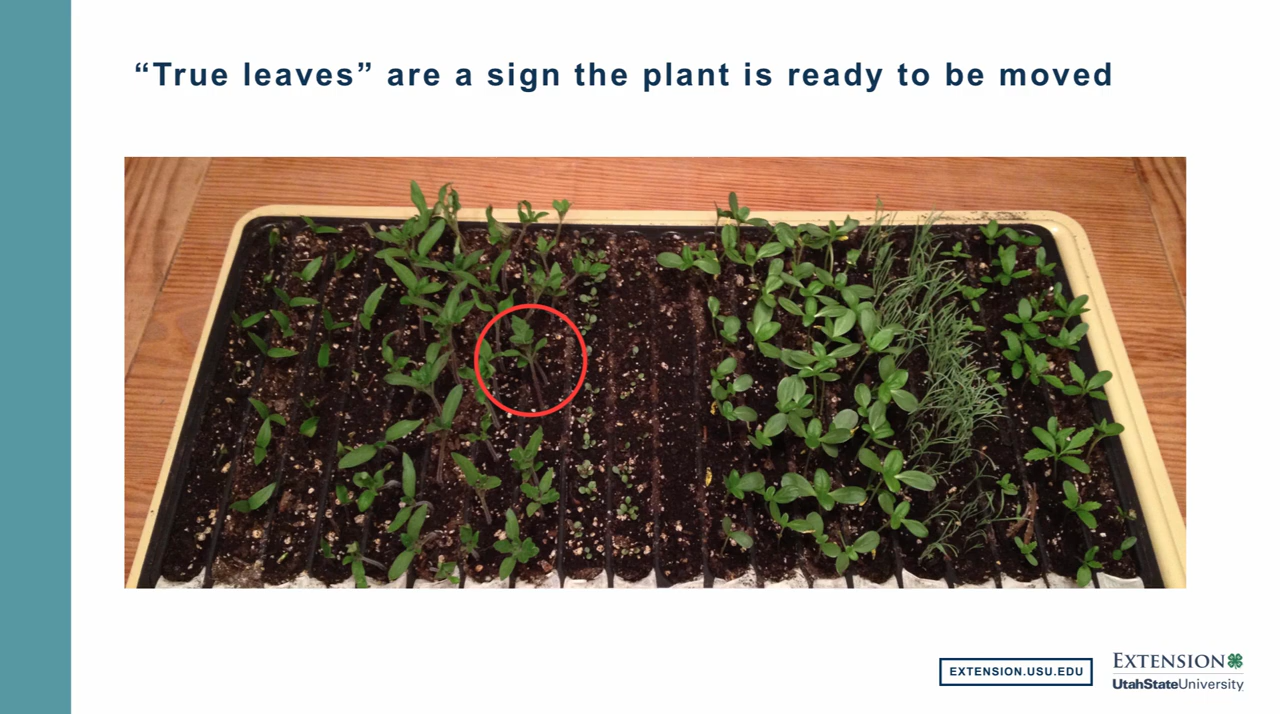 “True leaves” are a sign the plant is ready to be moved
EXTENSION.USU.EDU
EXTENSION
UtahStateUniversity